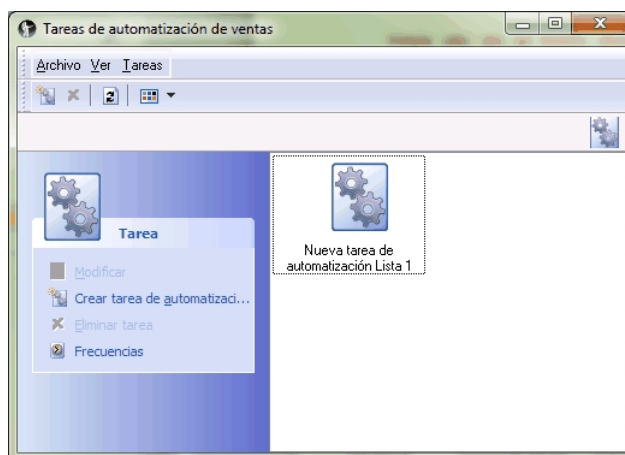 Tareas de automatización de ventas
Archivo Ver Tareas
Tarea
Modificar
Crear tarea de automatizaci...
Eliminar tarea
Frecuencias
Nueva tarea de
automatización Lista 1